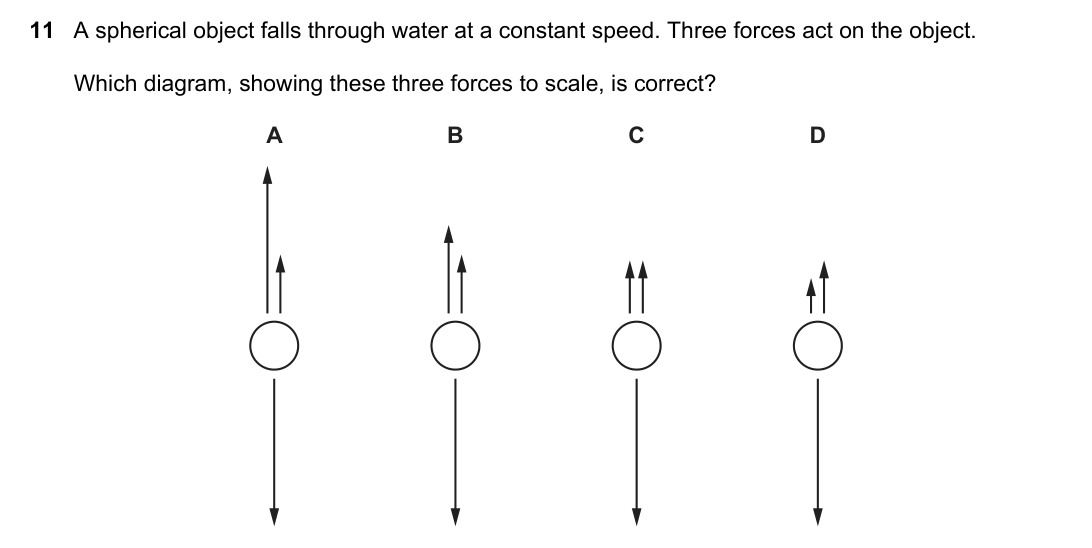 11 A spherical object falls through water at a constant speed. Three forces act on the object.
Which diagram, showing these three forces to scale, is correct?
A B C D